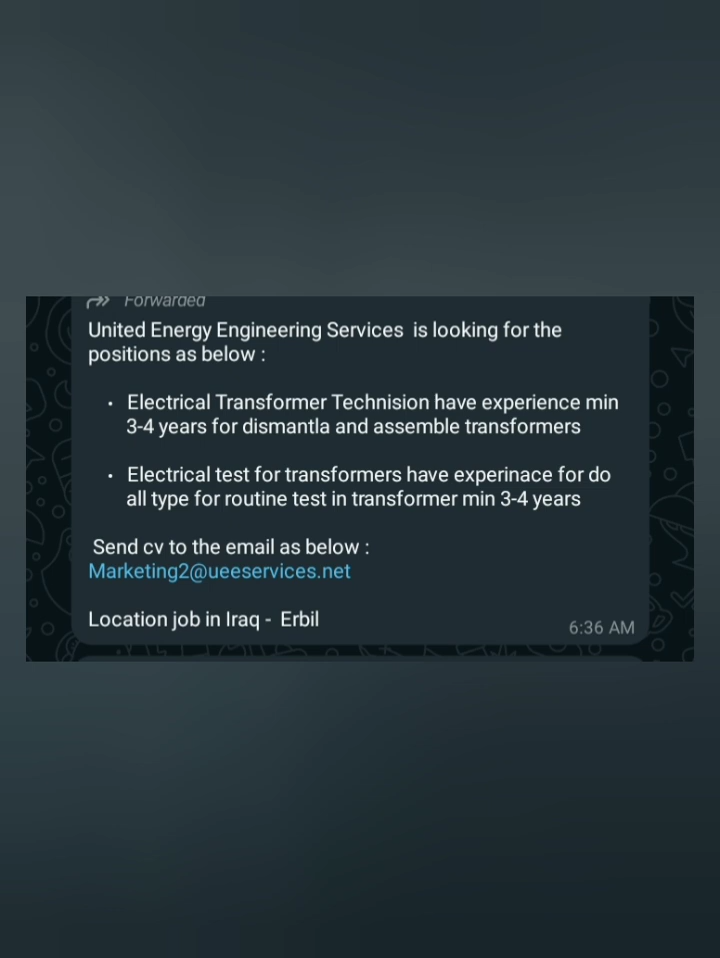 Forwarded
United Energy Engineering Services is looking for the
positions as below :
• Electrical Transformer Technision have experience min
3-4 years for dismantla and assemble transformers
• Electrical test for transformers have experinace for do
all type for routine test in transformer min 3-4 years
Send cv to the email as below :
Marketing2@ueeservices.net
Location job in Iraq - Erbil
6:36 AM